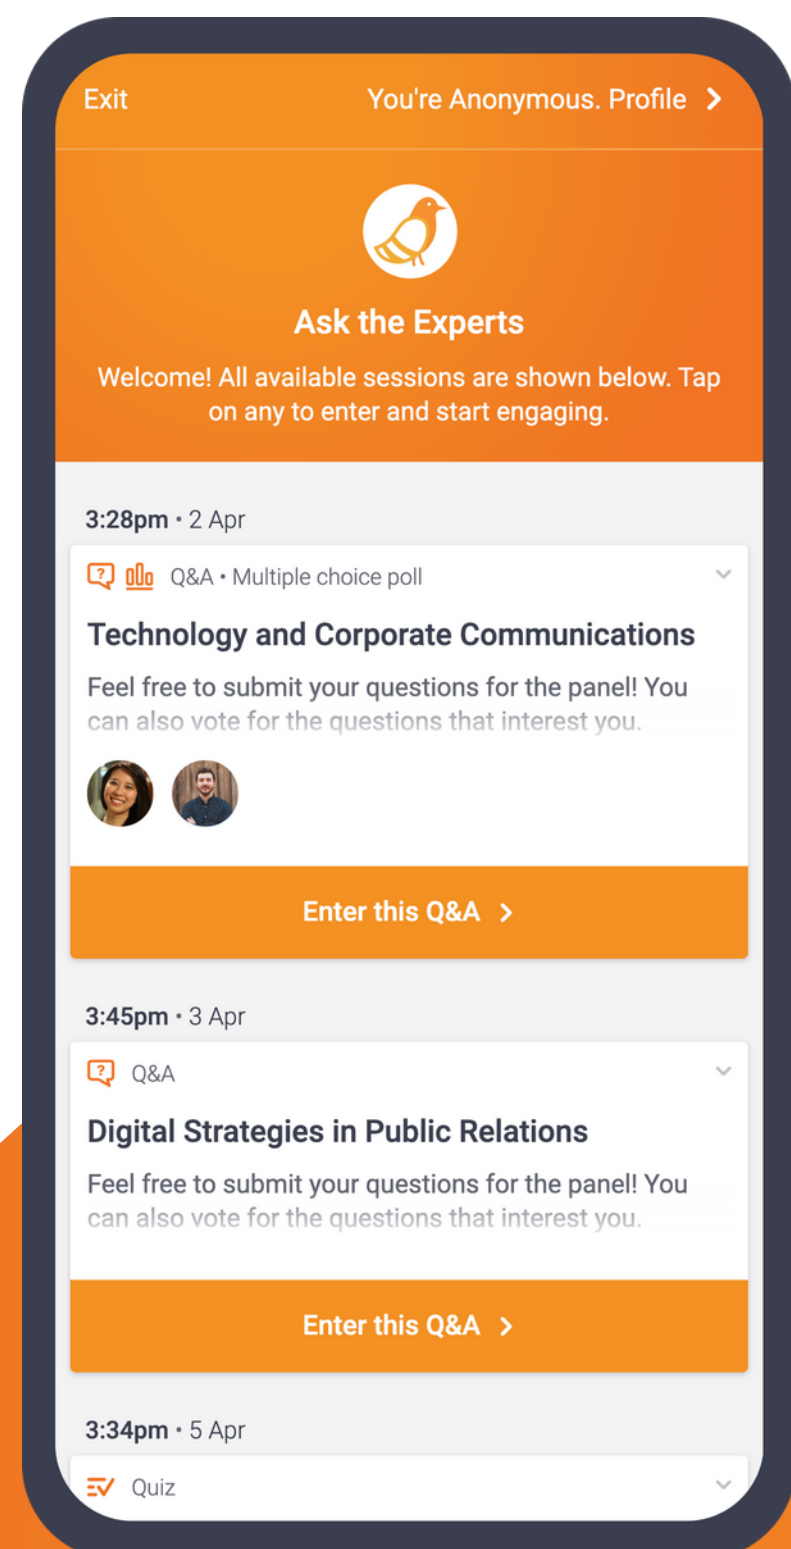 Exit
You're Anonymous. Profile
Ask the Experts
Welcome! All available sessions are shown below. Tap
on any to enter and start engaging.
3:28pm • 2 Apr
Q&A • Multiple choice poll
Technology and Corporate Communications
Feel free to submit your questions for the panel! You
can also vote for the questions that interest you.
Enter this Q&A
3:45pm • 3 Apr
Q&A
Digital Strategies in Public Relations
Feel free to submit your questions for the panel! You
can also vote for the questions that interest you.
Enter this Q&A
3:34pm • 5 Apr
Quiz